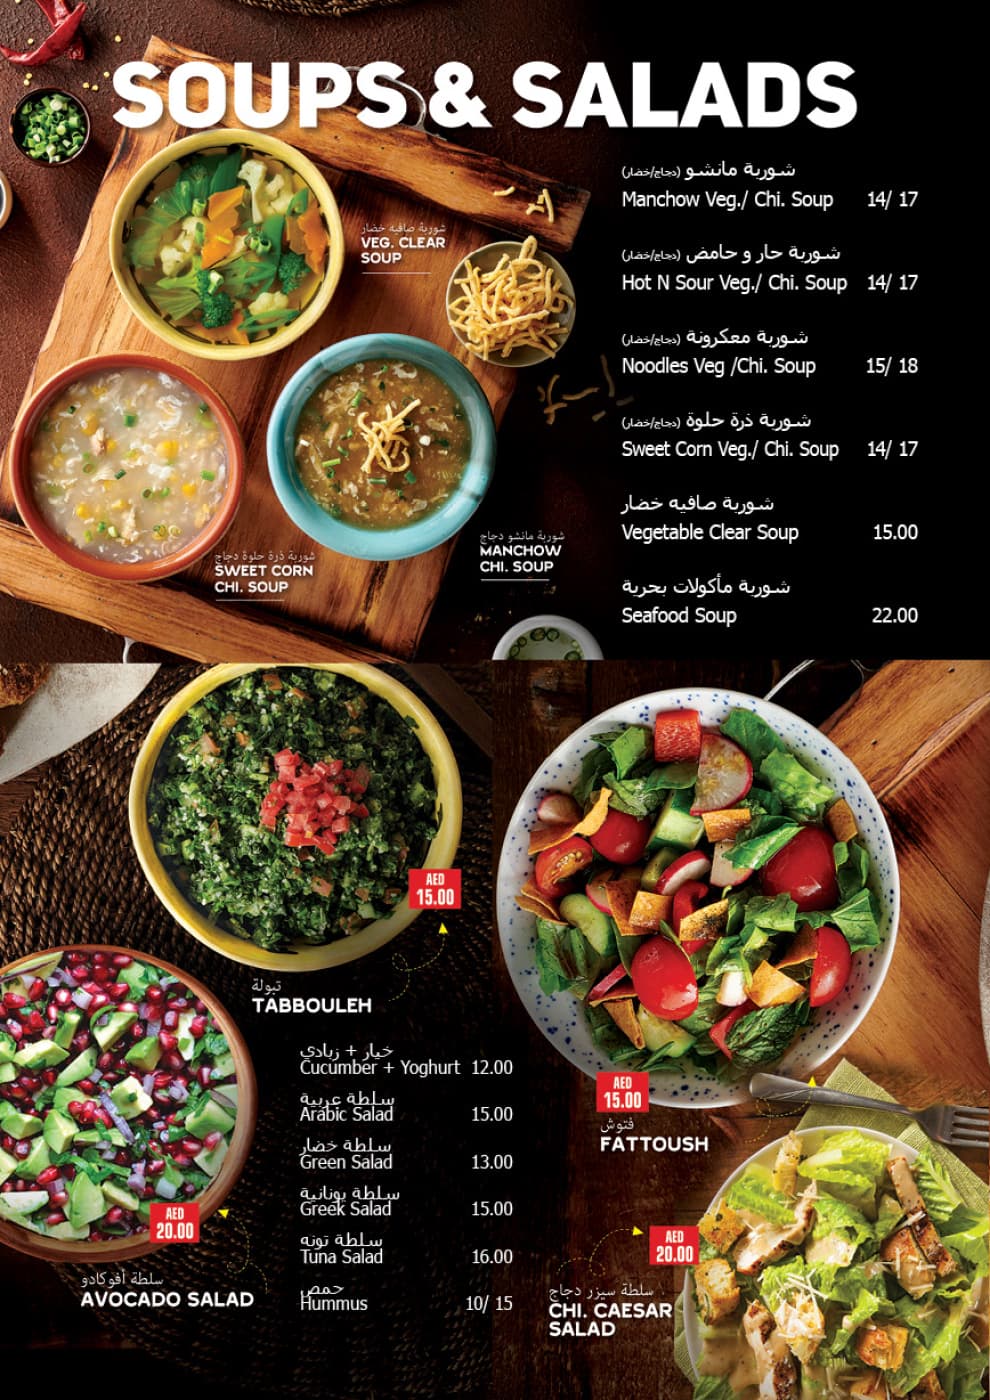 SOUPS & SALADS
شوربة مانشو (دجاج/خضار)
Manchow Veg./ Chi. Soup 14/ 17
شوربة حار و حامض (دجاج/خضار)
Hot N Sour Veg./ Chi. Soup 14/ 17
شوربة معكرونة (دجاج/خضار)
Noodles Veg /Chi. Soup 15/ 18
شوربة ذرة حلوة (دجاج/خضار)
Sweet Corn Veg./ Chi. Soup 14/ 17
شوربة صافيه خضار
Vegetable Clear Soup 15.00
شوربة مأكولات بحرية
Seafood Soup 22.00
شوربة صافيه خضار
VEG. CLEAR
SOUP
شوربة مانشو دجاج
MANCHOW
CHI. SOUP
شوربة ذرة حلوة دجاج
SWEET CORN
CHI. SOUP
AED
15.00
تبولة
TABBOULEH
خيار + زبادي
Cucumber + Yoghurt 12.00
سلطة عربية
Arabic Salad 15.00
سلطة خضار
Green Salad 13.00
سلطة يونانية
Greek Salad 15.00
سلطة تونه
Tuna Salad 16.00
حمص
Hummus 10/ 15
AED
20.00
سلطة أفوكادو
AVOCADO SALAD
AED
15.00
فتوش
FATTOUSH
AED
20.00
سلطة سيزر دجاج
CHI. CAESAR
SALAD